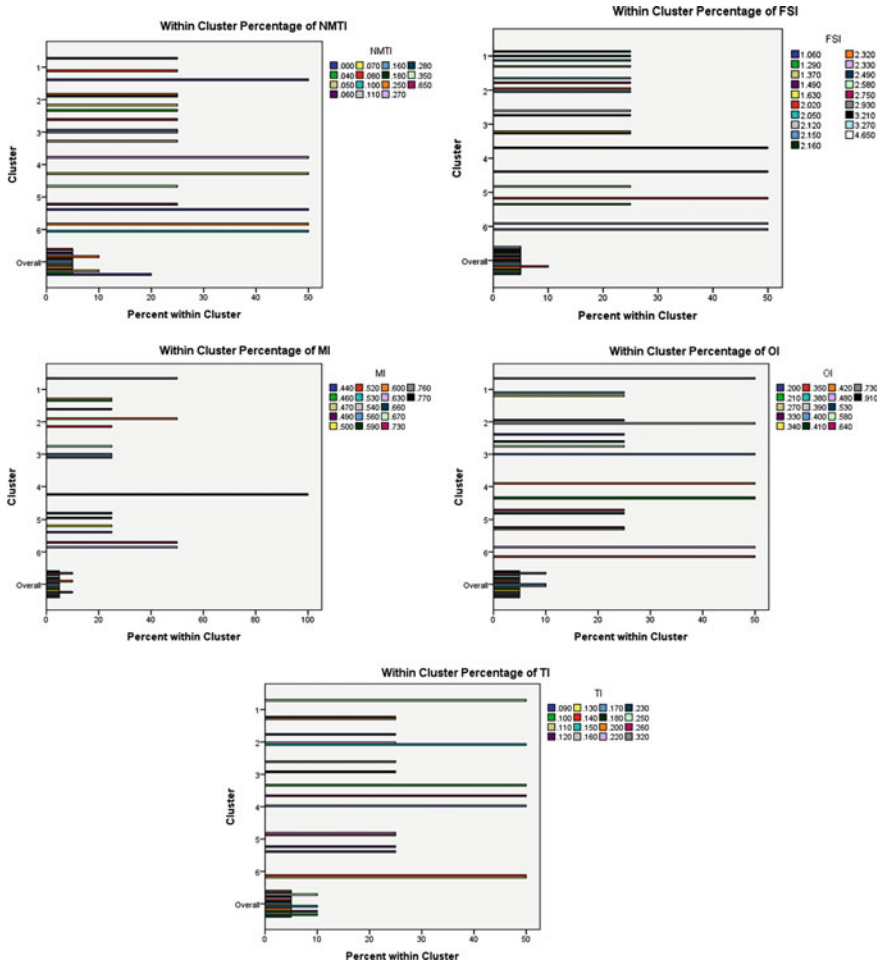 Within Cluster Percentage of NMTI
NMTI
.000 .070 .160 .280
.040 .080 .180 .350
.050 .100 .250 .650
.060 .110 .270
Cluster
1
2
3
4
5
6
Overall
0 10 20 30 40 50
Percent within Cluster
Within Cluster Percentage of FSI
FSI
1.060 2.320
1.290 2.330
1.370 2.490
1.490 2.580
1.630 2.750
2.020 2.930
2.050 3.210
2.120 3.270
2.150 4.650
2.160
Cluster
1
2
3
4
5
6
Overall
0 10 20 30 40 50
Percent within Cluster
Within Cluster Percentage of MI
MI
.440 .520 .600 .760
.460 .530 .630 .770
.470 .540 .660
.490 .560 .670
.500 .590 .730
Cluster
1
2
3
4
5
6
Overall
0 20 40 60 80 100
Percent within Cluster
Within Cluster Percentage of OI
OI
.200 .350 .420 .730
.210 .380 .480 .910
.270 .390 .530
.330 .400 .580
.340 .410 .640
Cluster
1
2
3
4
5
6
Overall
0 10 20 30 40 50
Percent within Cluster
Within Cluster Percentage of TI
TI
.090 .130 .170 .230
.100 .140 .180 .250
.110 .150 .200 .260
.120 .160 .220 .320
Cluster
1
2
3
4
5
6
Overall
0 10 20 30 40 50
Percent within Cluster